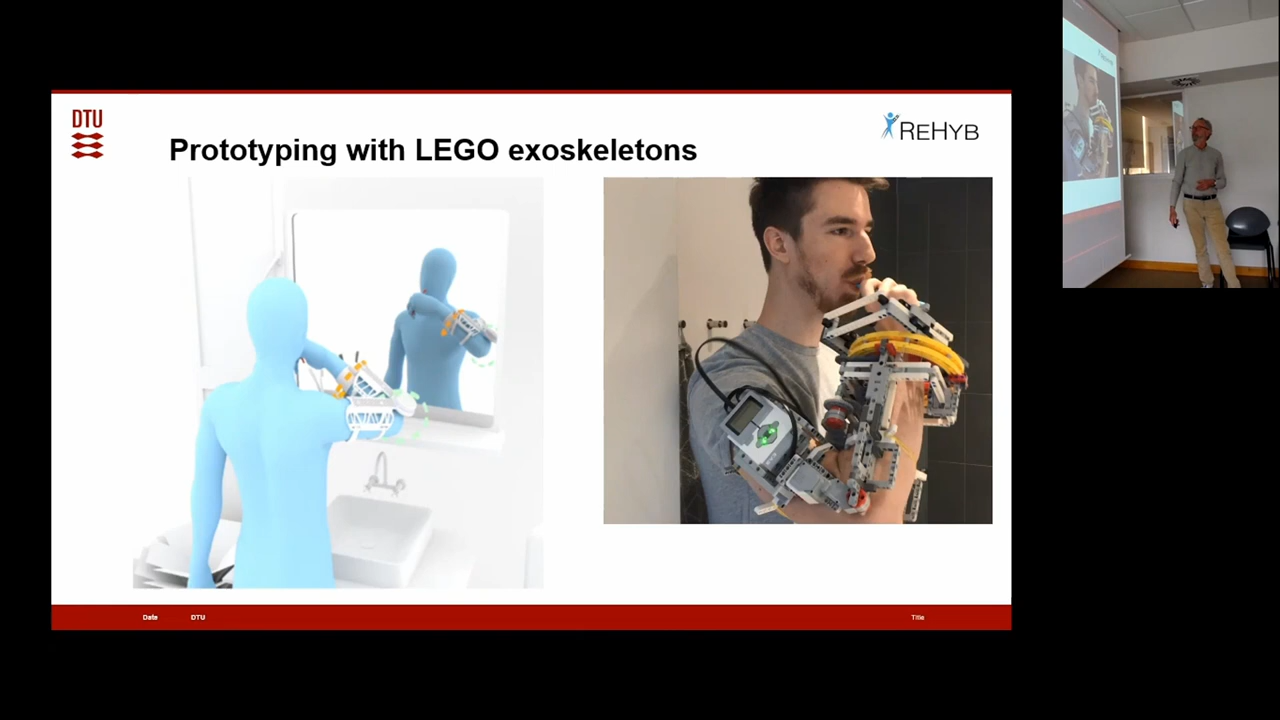 DTU
REHYB
Prototyping with LEGO exoskeletons
Date
DTU
Title